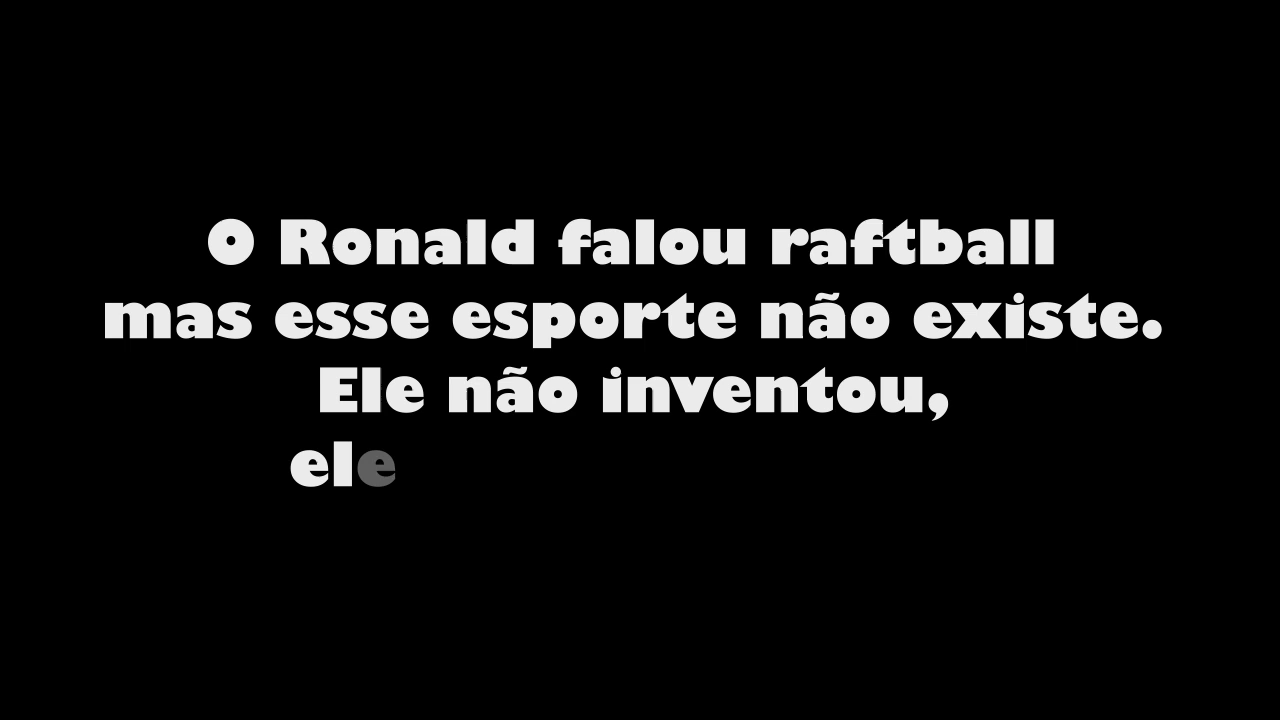 O Ronald falou raftball
mas esse esporte não existe.
Ele não inventou,
ele